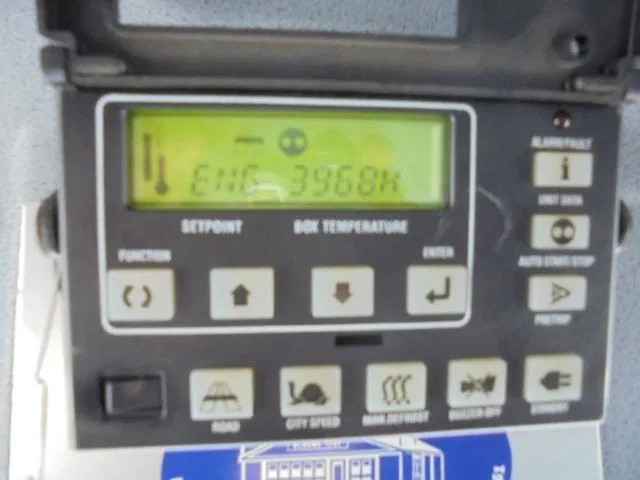 ENG 3968H
SETPOINT BOX TEMPERATURE
FUNCTION ENTER
ALARM/FAULT
i
UNIT DATA
AUTO START/STOP
PRETRIP
ROAD CITY SPEED MAN.DEFROST BUZZER OFF STANDBY